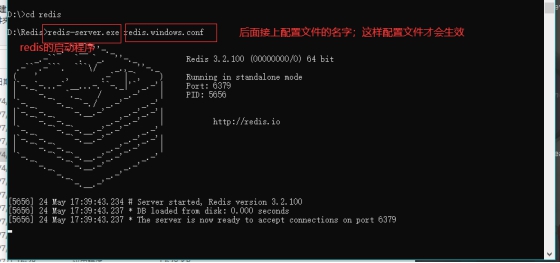 D:\>cd redis
D:\Redis>redis-server.exe redis.windows.conf
后面接上配置文件的名字；这样配置文件才会生效
redis的启动程序
Redis 3.2.100 (00000000/0) 64 bit
Running in standalone mode
Port: 6379
PID: 5656
http://redis.io
[5656] 24 May 17:39:43.234 # Server started, Redis version 3.2.100
[5656] 24 May 17:39:43.237 * DB loaded from disk: 0.000 seconds
[5656] 24 May 17:39:43.237 * The server is now ready to accept connections on port 6379